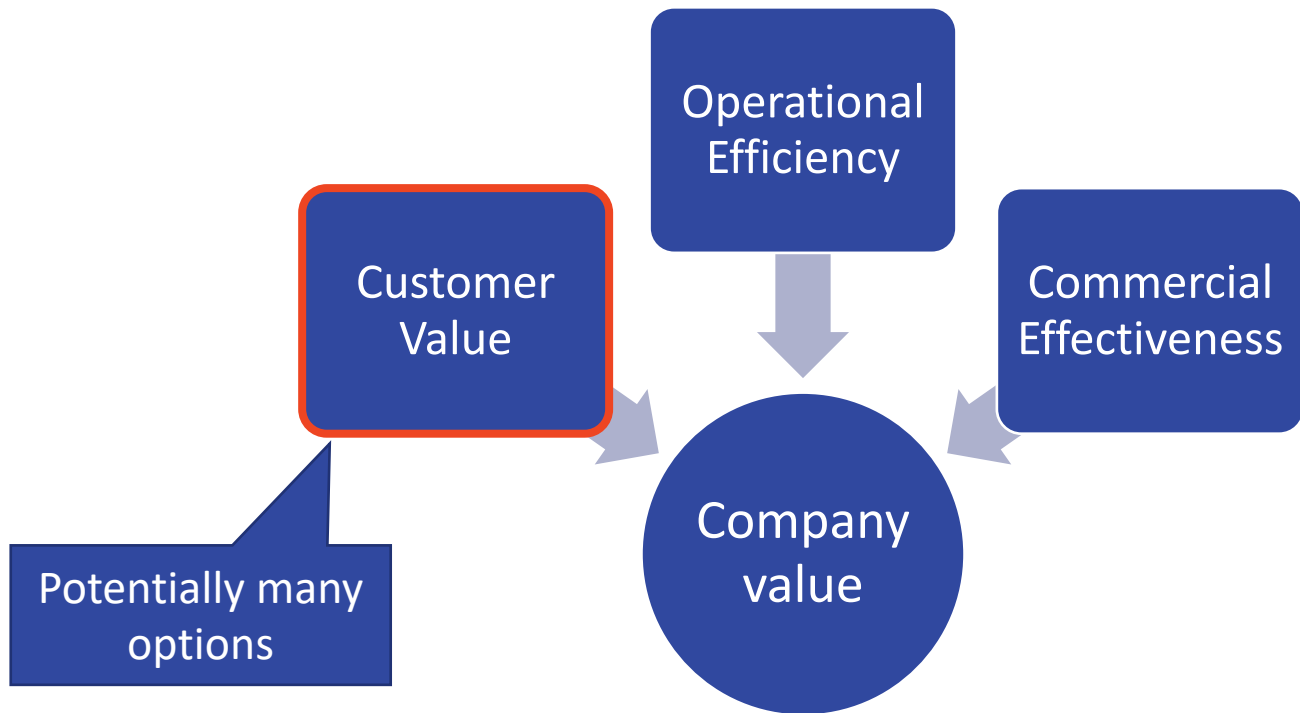 Operational
Efficiency
Customer
Value
Commercial
Effectiveness
Company
value
Potentially many
options